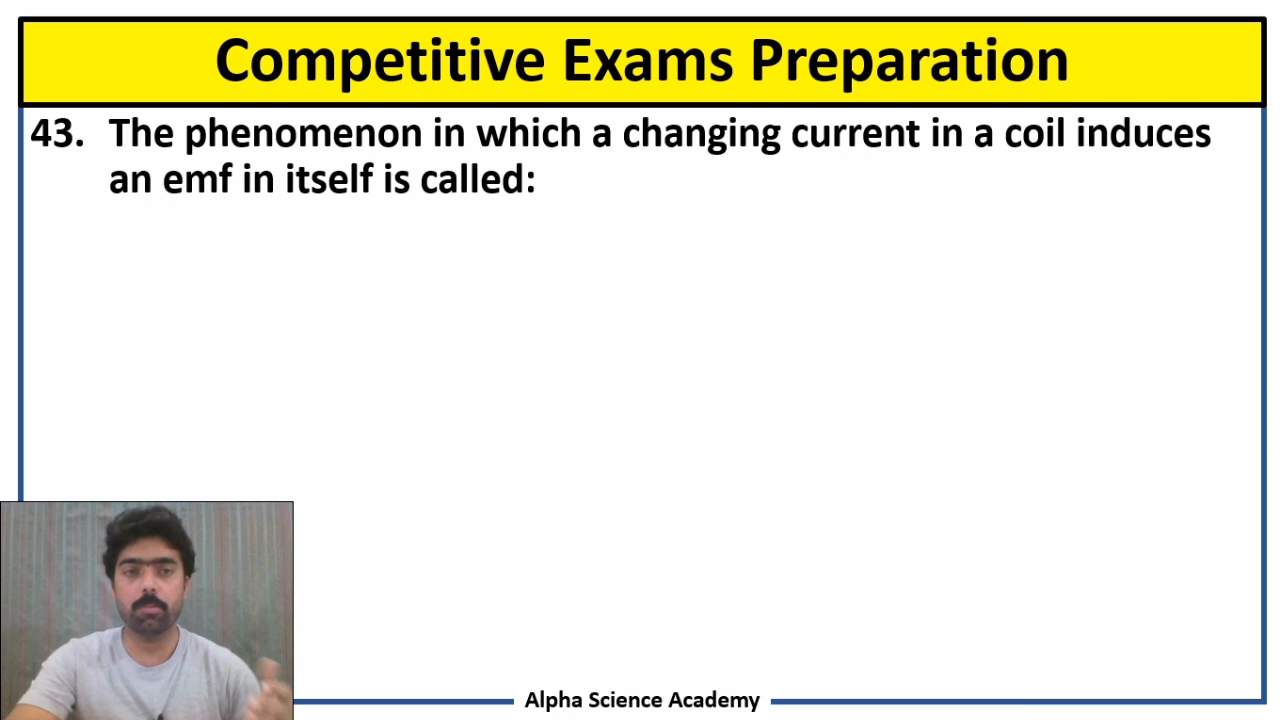 Competitive Exams Preparation
43. The phenomenon in which a changing current in a coil induces
an emf in itself is called:
Alpha Science Academy